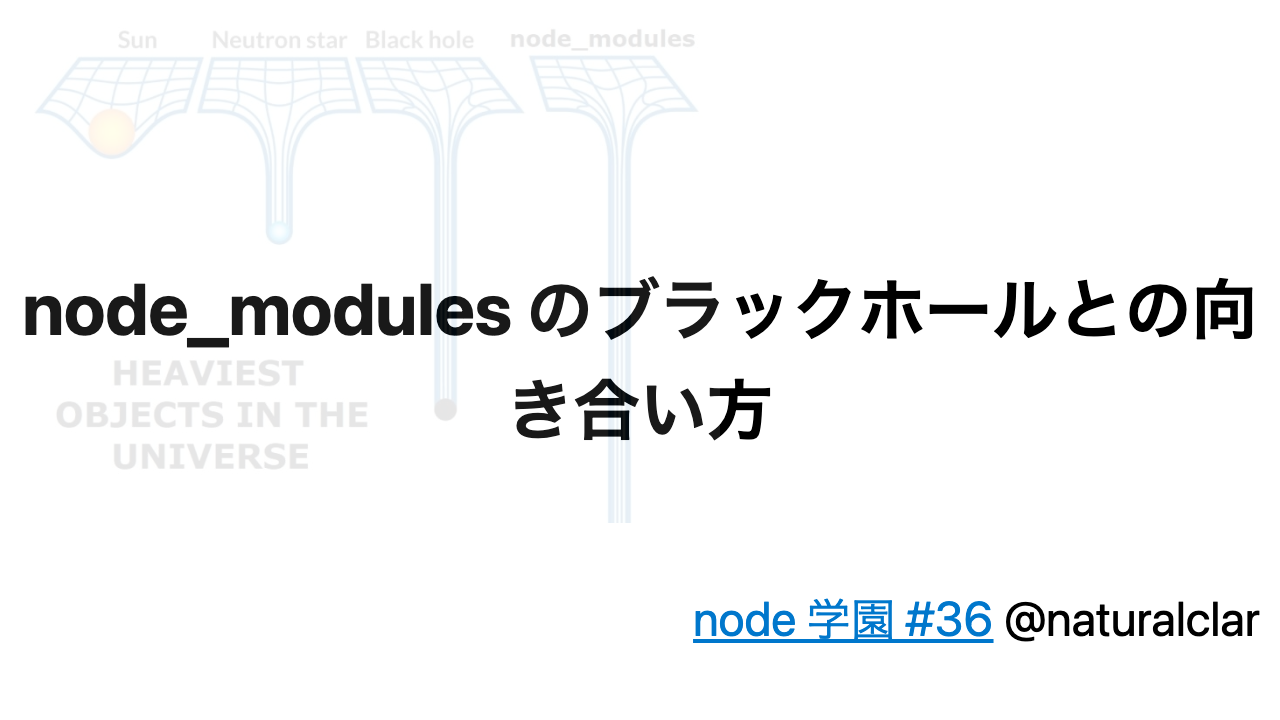 Sun Neutron star Black hole node_modules
node_modules のブラックホールとの向
き合い方
HEAVIEST
OBJECTS IN THE
UNIVERSE
node 学園 #36 @naturalclar